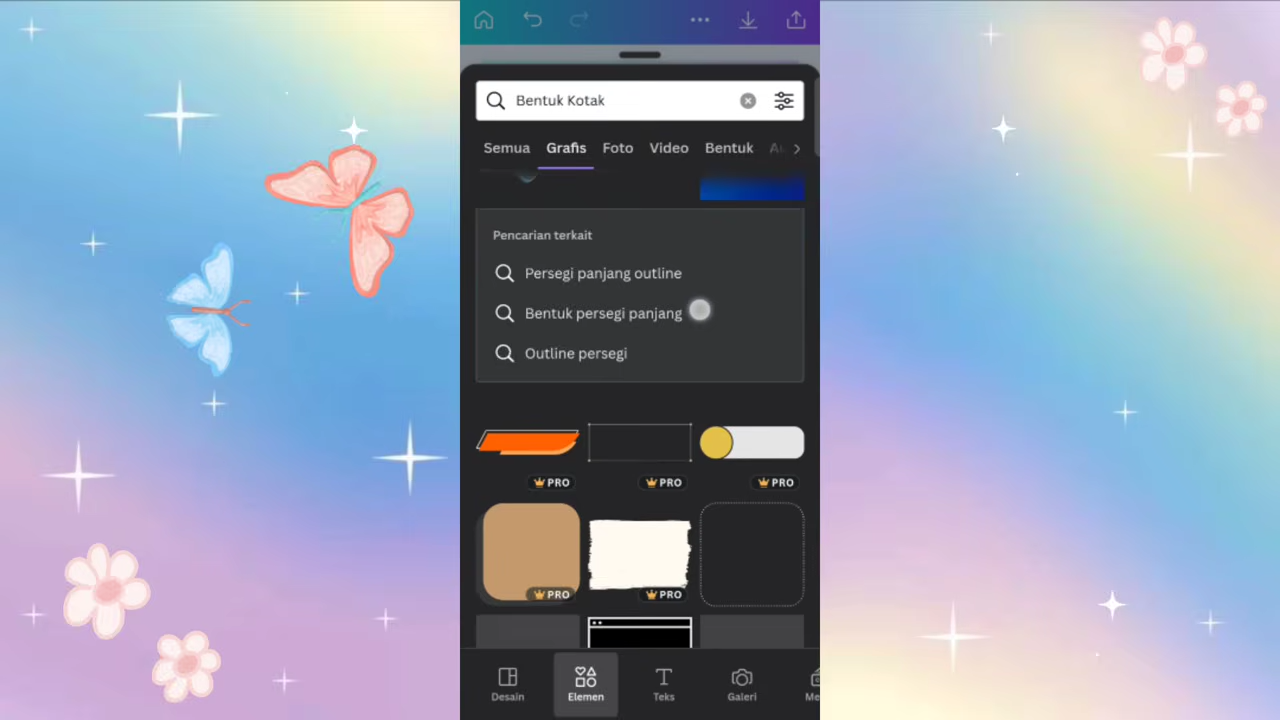 Bentuk Kotak
Semua Grafis Foto Video Bentuk
Pencarian terkait
Persegi panjang outline
Bentuk persegi panjang
Outline persegi
PRO PRO PRO
PRO PRO
Desain Elemen Teks Galeri Me